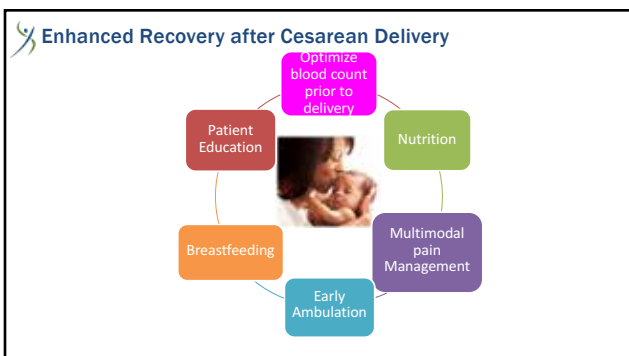 Enhanced Recovery after Cesarean Delivery
Optimize
blood count
prior to
delivery
Nutrition
Multimodal
pain
Management
Early
Ambulation
Breastfeeding
Patient
Education